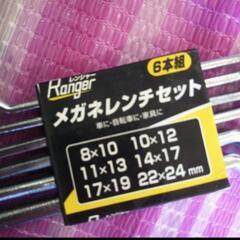 レンジャー
Ranger
6本組
メガネレンチセット
車に・自転車に・家具に
8×10 10×12
11×13 14×17
17×19 22×24 mm